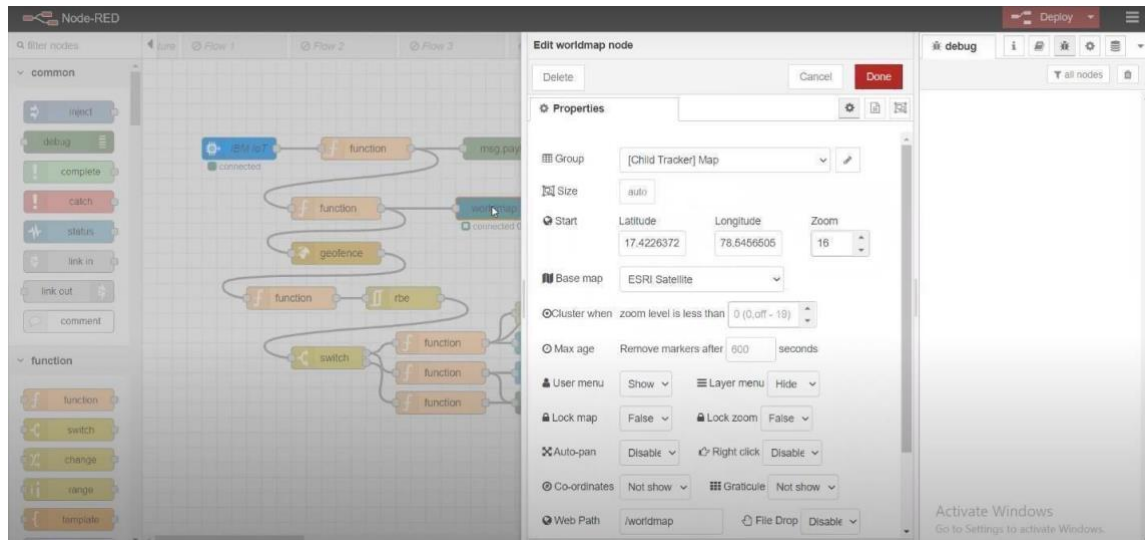 Node-RED
Deploy
filter nodes
Flow 1
Flow 2
Flow 3
Edit worldmap node
debug
common
Delete
Cancel
Done
all nodes
Properties
inject
debug
complete
catch
status
link in
link out
comment
IBM IoT
connected
function
msg.pay
function
worldmap
connected
geofence
function
rbe
switch
function
function
function
Group
[Child Tracker] Map
Size
auto
Start
Latitude
Longitude
Zoom
17.4226372
78.5456505
16
Base map
ESRI Satellite
Cluster when zoom level is less than 0 (0,off - 19)
Max age
Remove markers after 600 seconds
User menu
Show
Layer menu
Hide
Lock map
False
Lock zoom
False
Auto-pan
Disable
Right click
Disable
Co-ordinates
Not show
Graticule
Not show
Web Path
/worldmap
File Drop
Disable
function
function
switch
change
range
template
Activate Windows
Go to Settings to activate Windows.